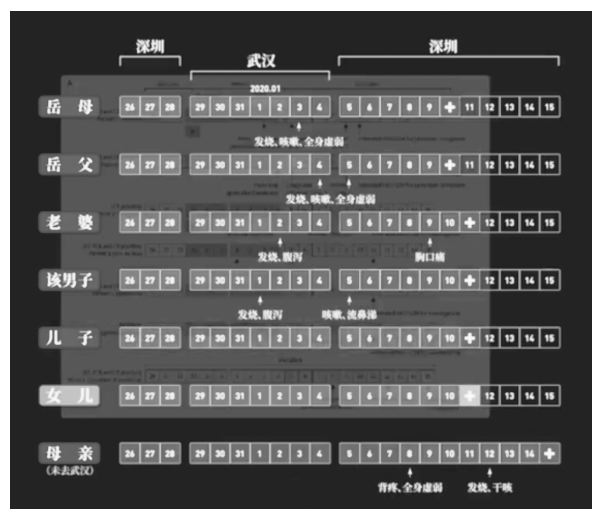 深圳 武汉 深圳
2020.01
岳母 26 27 28 29 30 31 1 2 3 4 5 6 7 8 9 + 11 12 13 14 15
发烧、咳嗽、全身虚弱
岳父 26 27 28 29 30 31 1 2 3 4 5 6 7 8 9 + 11 12 13 14 15
发烧、咳嗽、全身虚弱
老婆 26 27 28 29 30 31 1 2 3 4 5 6 7 8 9 10 + 12 13 14 15
发烧、腹泻 胸口痛
该男子 26 27 28 29 30 31 1 2 3 4 5 6 7 8 9 10 + 12 13 14 15
发烧、腹泻 咳嗽、流鼻涕
儿子 26 27 28 29 30 31 1 2 3 4 5 6 7 8 9 10 + 12 13 14 15
女儿 26 27 28 29 30 31 1 2 3 4 5 6 7 8 9 10 + 12 13 14 15
母亲 26 27 28 29 30 31 1 2 3 4 5 6 7 8 9 10 11 12 13 14 +
(未去武汉)
背疼、全身虚弱 发烧、干咳